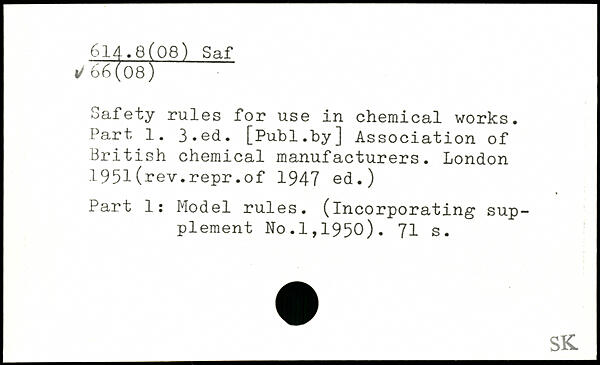 614.8(08) Saf
✓66(08)
Safety rules for use in chemical works.
Part 1. 3.ed. [Publ.by] Association of
British chemical manufacturers. London
1951(rev.repr.of 1947 ed.)
Part 1: Model rules. (Incorporating sup-
plement No.1,1950). 71 s.
SK